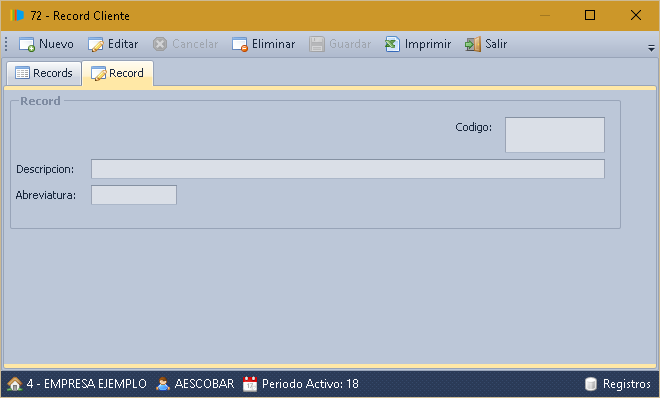 72 - Record Cliente
Nuevo Editar Cancelar Eliminar Guardar Imprimir Salir
Records Record
Record
Codigo:
Descripcion:
Abreviatura:
4 - EMPRESA EJEMPLO AESCOBAR Periodo Activo: 18 Registros